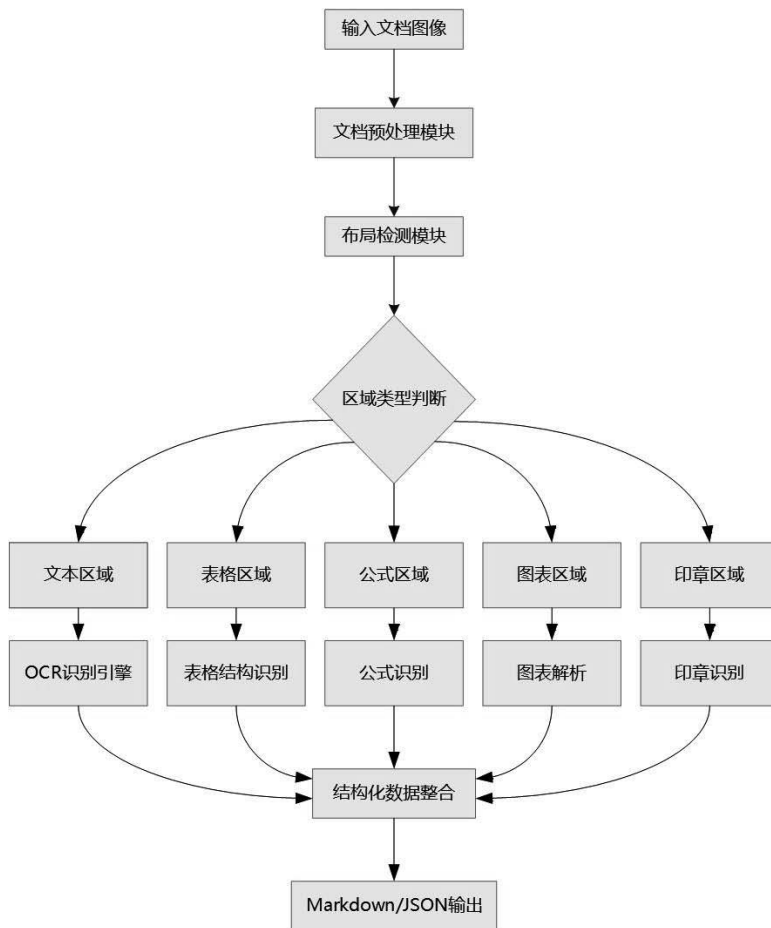 输入文档图像
文档预处理模块
布局检测模块
区域类型判断
文本区域
表格区域
公式区域
图表区域
印章区域
OCR识别引擎
表格结构识别
公式识别
图表解析
印章识别
结构化数据整合
Markdown/JSON输出